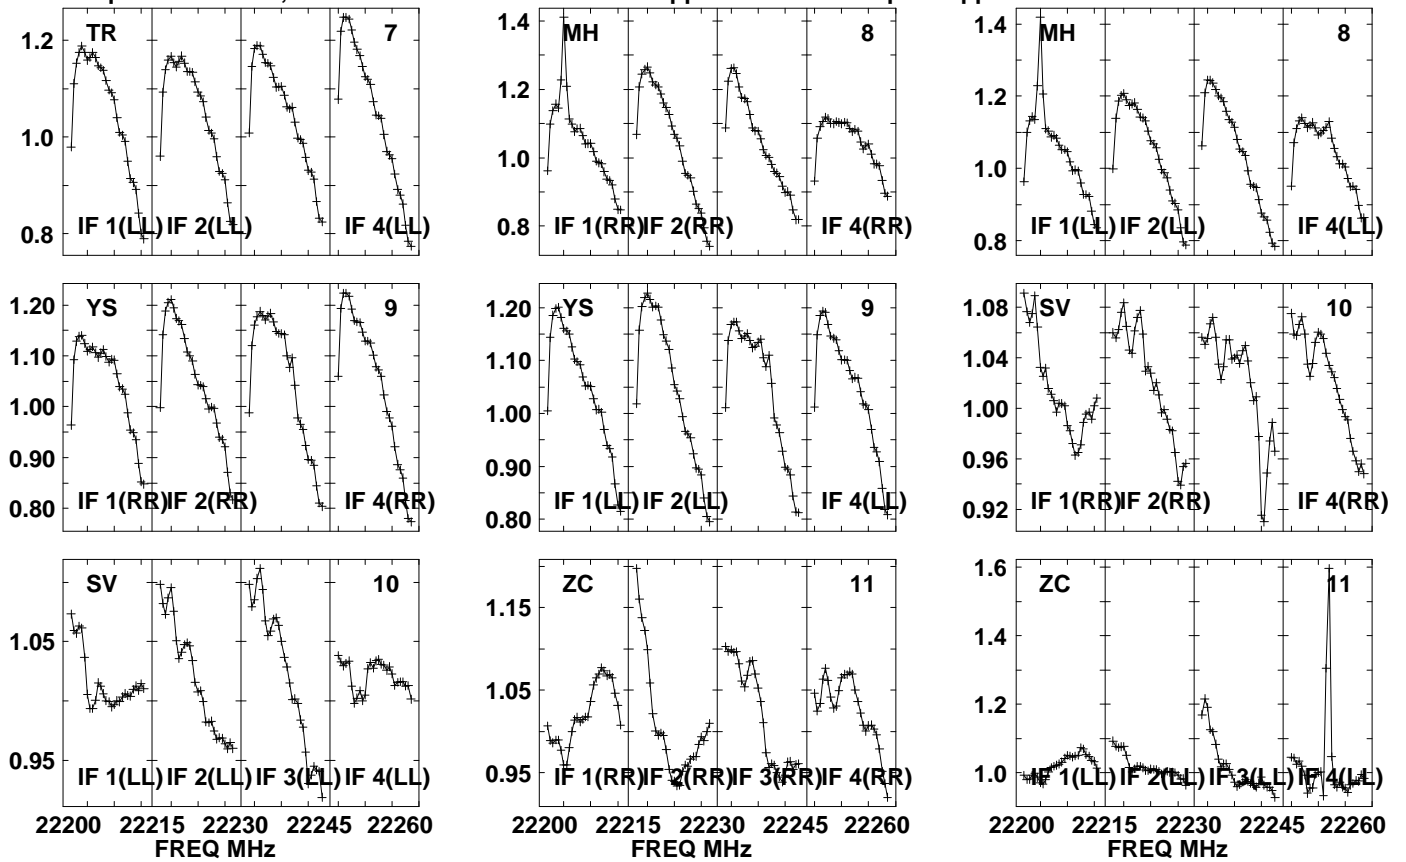 TR 7
1.2
1.0
0.8
IF 1(LL) IF 2(LL) IF 4(LL)
MH 8
1.4
1.2
1.0
0.8
IF 1(RR) IF 2(RR) IF 4(RR)
MH 8
1.4
1.2
1.0
0.8
IF 1(LL) IF 2(LL) IF 4(LL)
YS 9
1.20
1.10
1.00
0.90
0.80
IF 1(RR) IF 2(RR) IF 4(RR)
YS 9
1.20
1.10
1.00
0.90
0.80
IF 1(LL) IF 2(LL) IF 4(LL)
SV 10
1.08
1.04
1.00
0.96
0.92
IF 1(RR) IF 2(RR) IF 4(RR)
SV 10
1.05
0.95
IF 1(LL) IF 2(LL) IF 3(LL) IF 4(LL)
22200 22215 22230 22245 22260
FREQ MHz
ZC 11
1.15
1.05
0.95
IF 1(RR) IF 2(RR) IF 3(RR) IF 4(RR)
22200 22215 22230 22245 22260
FREQ MHz
ZC 11
1.6
1.4
1.2
1.0
IF 1(LL) IF 2(LL) IF 3(LL) IF 4(LL)
22200 22215 22230 22245 22260
FREQ MHz